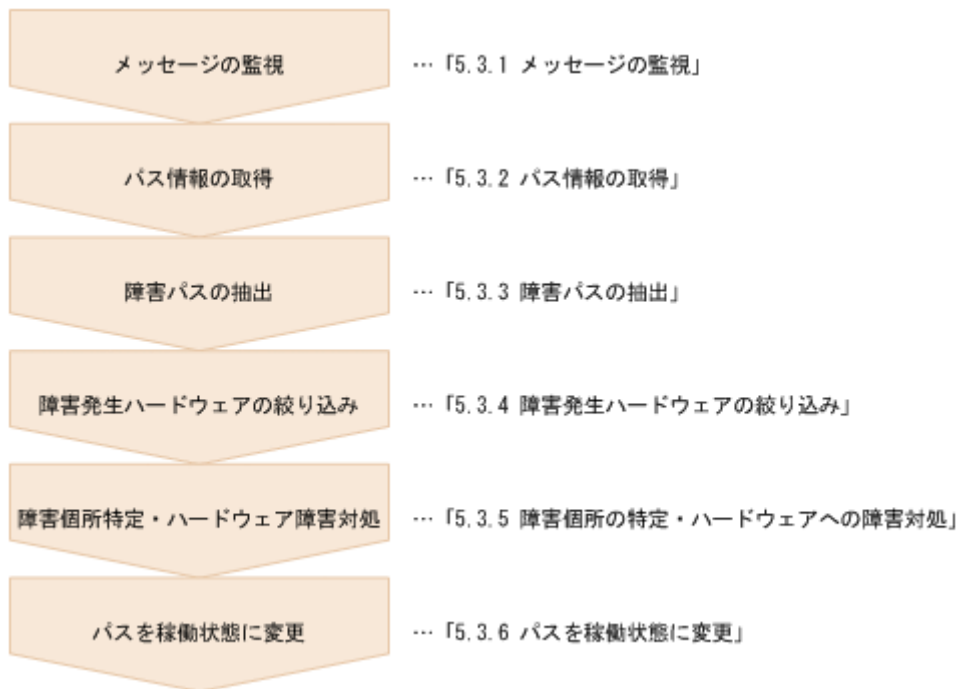 メッセージの監視 …「5.3.1 メッセージの監視」
パス情報の取得 …「5.3.2 パス情報の取得」
障害パスの抽出 …「5.3.3 障害パスの抽出」
障害発生ハードウェアの絞り込み …「5.3.4 障害発生ハードウェアの絞り込み」
障害個所特定・ハードウェア障害対処 …「5.3.5 障害個所の特定・ハードウェアへの障害対処」
パスを稼働状態に変更 …「5.3.6 パスを稼働状態に変更」